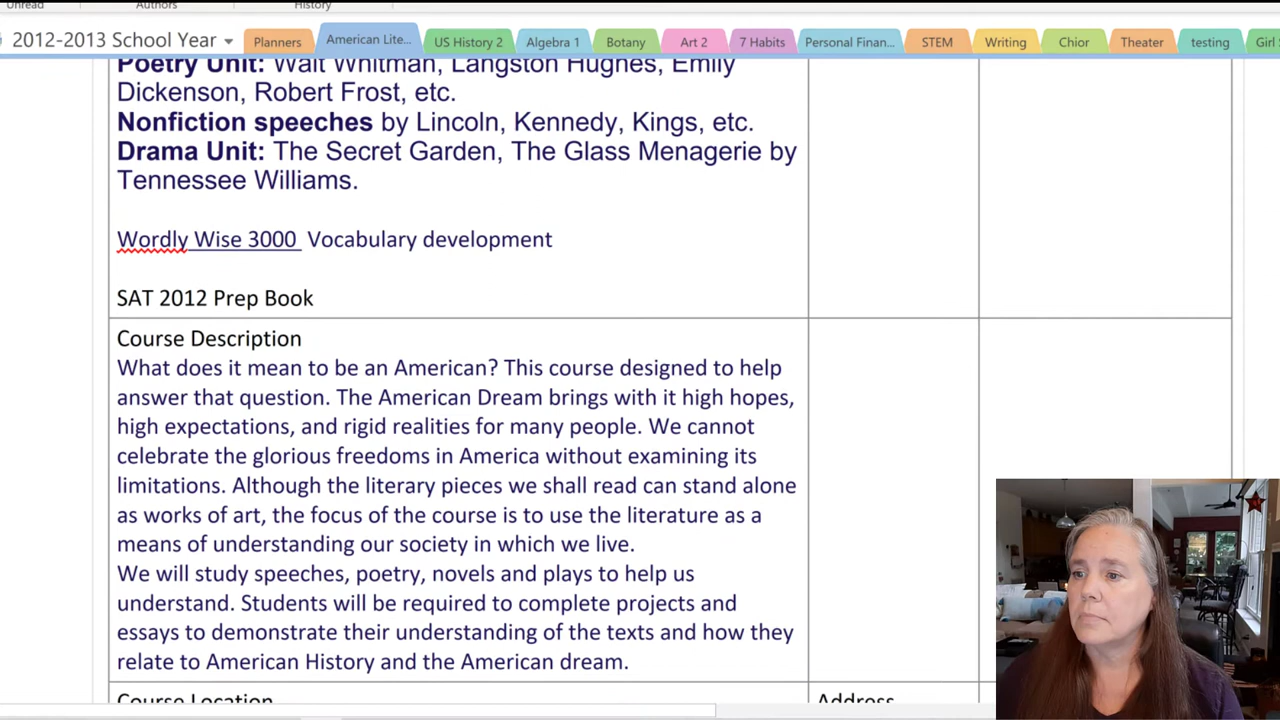 Unread Authors History
2012-2013 School Year Planners American Lite... US History 2 Algebra 1 Botany Art 2 7 Habits Personal Finan... STEM Writing Chior Theater testing Girl
Poetry Unit: Walt Whitman, Langston Hughes, Emily
Dickenson, Robert Frost, etc.
Nonfiction speeches by Lincoln, Kennedy, Kings, etc.
Drama Unit: The Secret Garden, The Glass Menagerie by
Tennessee Williams.
Wordly Wise 3000 Vocabulary development
SAT 2012 Prep Book
Course Description
What does it mean to be an American? This course designed to help
answer that question. The American Dream brings with it high hopes,
high expectations, and rigid realities for many people. We cannot
celebrate the glorious freedoms in America without examining its
limitations. Although the literary pieces we shall read can stand alone
as works of art, the focus of the course is to use the literature as a
means of understanding our society in which we live.
We will study speeches, poetry, novels and plays to help us
understand. Students will be required to complete projects and
essays to demonstrate their understanding of the texts and how they
relate to American History and the American dream.
Course Location Address